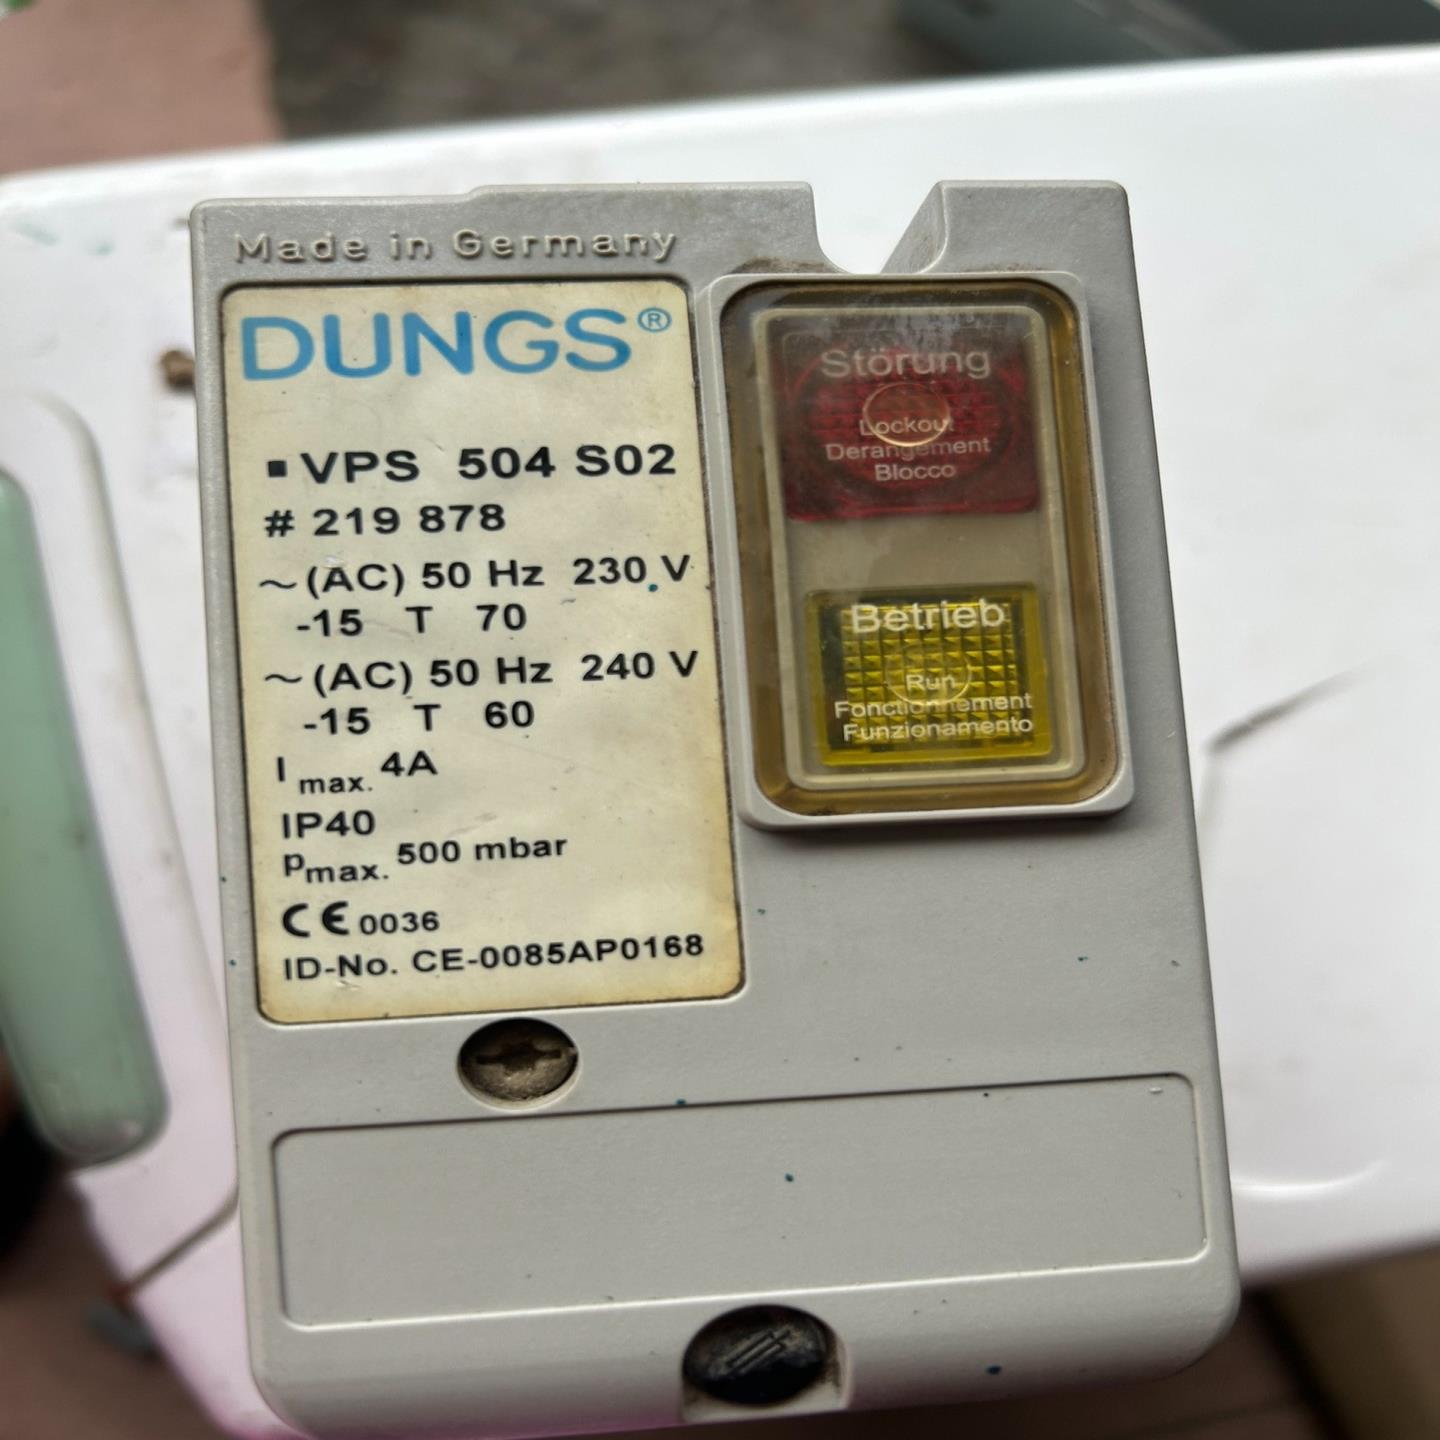 Made in Germany
DUNGS®
▪ VPS 504 S02
# 219 878
~ (AC) 50 Hz 230 V
-15 T 70
~ (AC) 50 Hz 240 V
-15 T 60
I max. 4A
IP40
pmax. 500 mbar
CE 0036
ID-No. CE-0085AP0168
Störung
Lockout
Derangement
Blocco
Betrieb
Run
Fonctionnement
Funzionamento